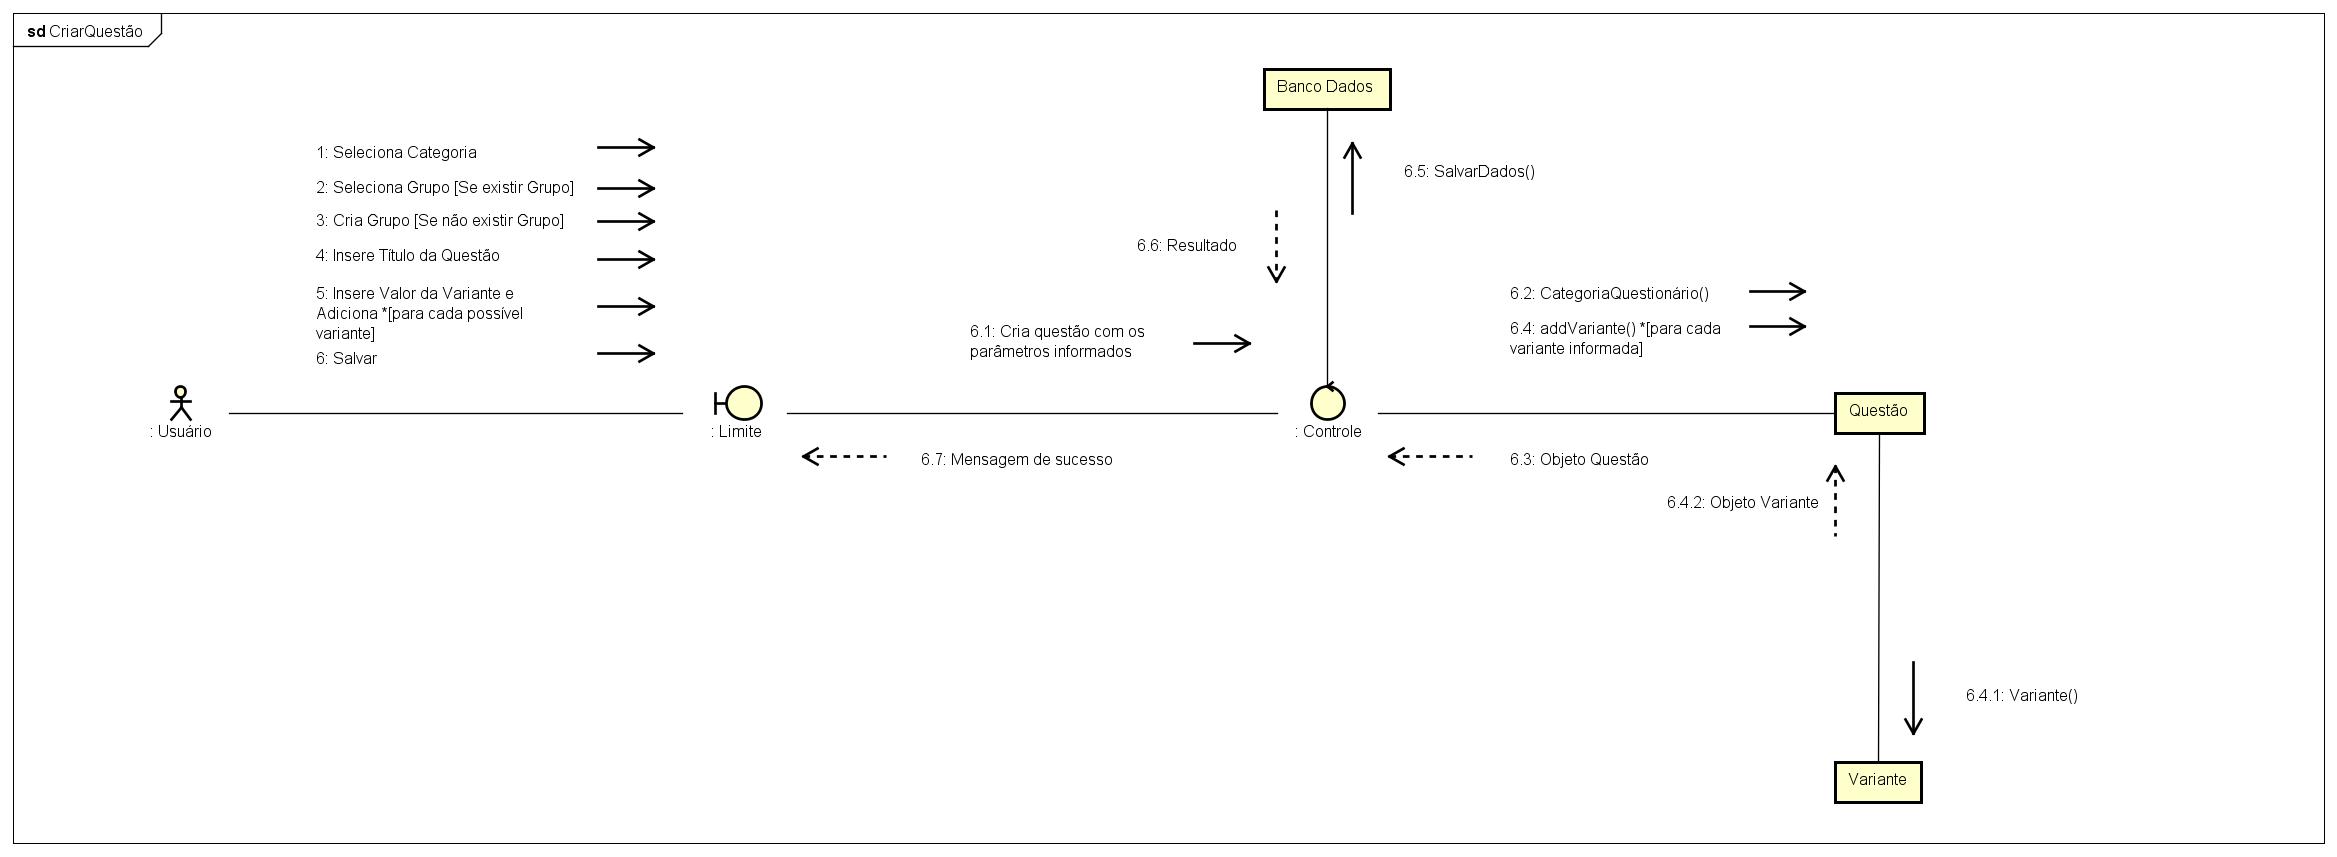 sd CriarQuestão
Banco Dados
1: Seleciona Categoria
2: Seleciona Grupo [Se existir Grupo]
3: Cria Grupo [Se não existir Grupo]
4: Insere Título da Questão
5: Insere Valor da Variante e
Adiciona *[para cada possível
variante]
6: Salvar
6.5: SalvarDados()
6.6: Resultado
6.1: Cria questão com os
parâmetros informados
6.2: CategoriaQuestionário()
6.4: addVariante() *[para cada
variante informada]
: Usuário
: Limite
: Controle
Questão
6.7: Mensagem de sucesso
6.3: Objeto Questão
6.4.2: Objeto Variante
6.4.1: Variante()
Variante